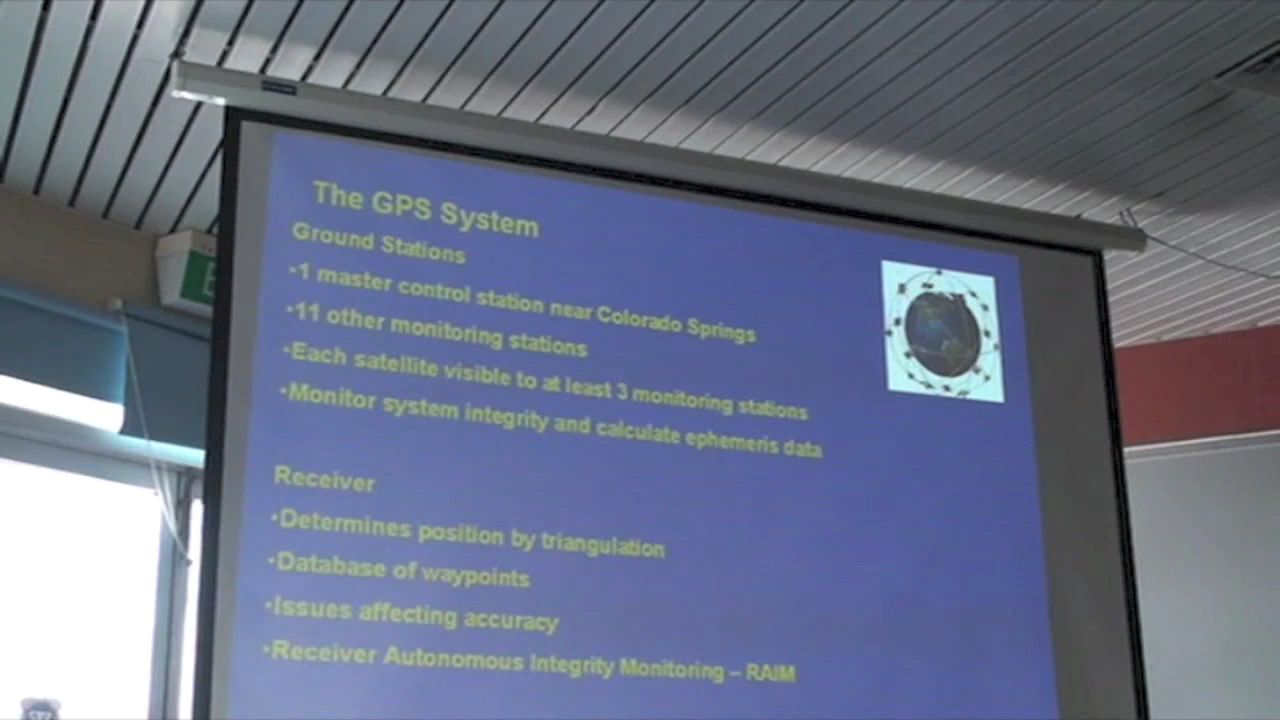 The GPS System
Ground Stations
•1 master control station near Colorado Springs
•11 other monitoring stations
•Each satellite visible to at least 3 monitoring stations
•Monitor system integrity and calculate ephemeris data
Receiver
•Determines position by triangulation
•Database of waypoints
•Issues affecting accuracy
•Receiver Autonomous Integrity Monitoring – RAIM